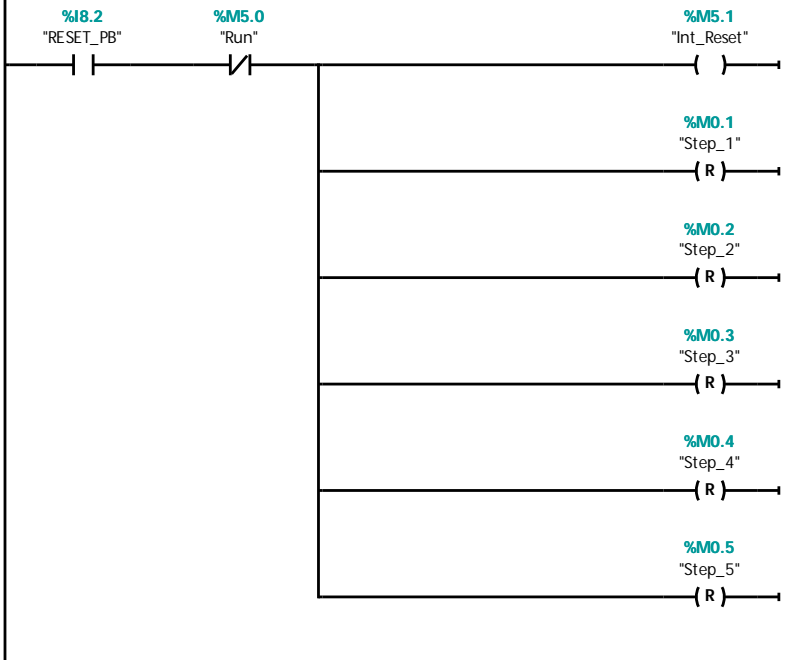 %I8.2 %M5.0 %M5.1
"RESET_PB" "Run" "Int_Reset"
%M0.1
"Step_1"
R
%M0.2
"Step_2"
R
%M0.3
"Step_3"
R
%M0.4
"Step_4"
R
%M0.5
"Step_5"
R